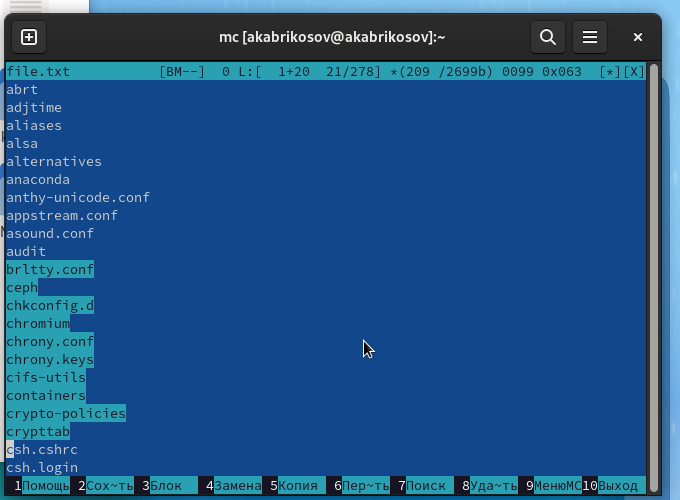 mc [akabrikosov@akabrikosov]:~
file.txt [BM--] 0 L:[ 1+20 21/278] *(209 /2699b) 0099 0x063 [*][X]
abrt
adjtime
aliases
alsa
alternatives
anaconda
anthy-unicode.conf
appstream.conf
asound.conf
audit
brltty.conf
ceph
chkconfig.d
chromium
chrony.conf
chrony.keys
cifs-utils
containers
crypto-policies
crypttab
csh.cshrc
csh.login
1Помощь 2Сох~ть 3Блок 4Замена 5Копия 6Пер~ть 7Поиск 8Уда~ть 9МенюMC 10Выход